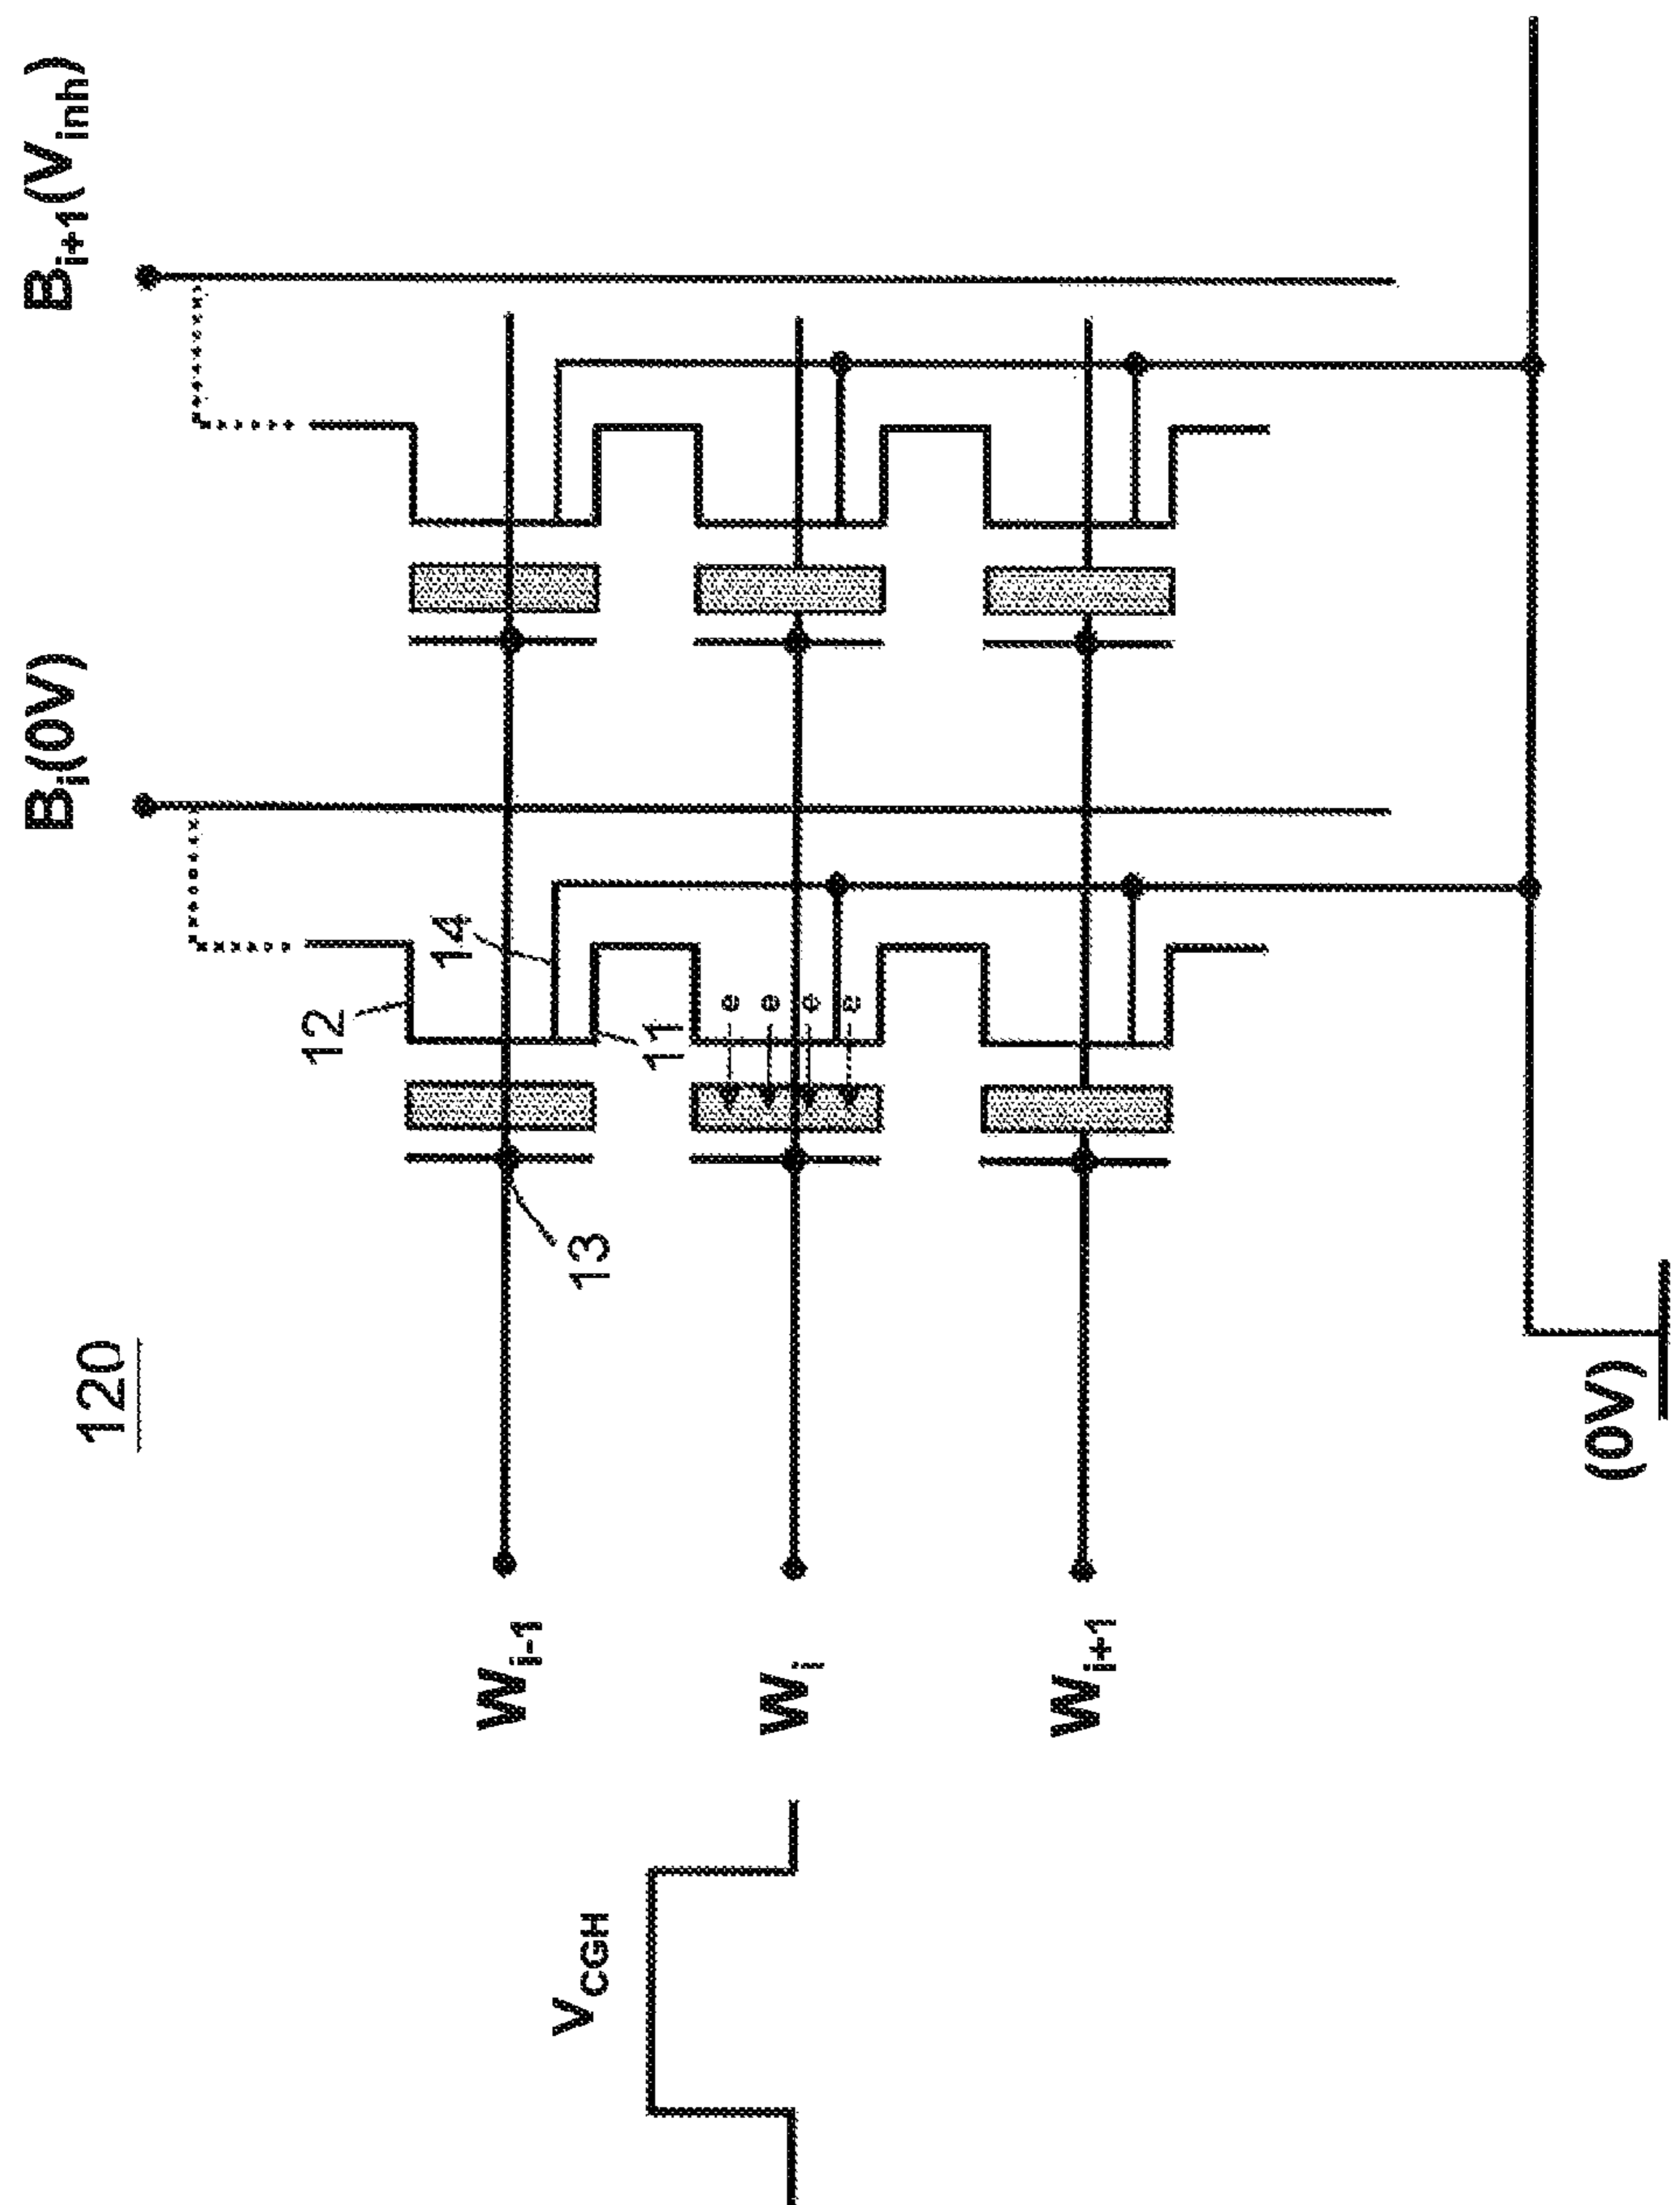 120
B_i(0V)
B_{i+1}(V_{inh})
12
14
11
13
e e e e
W_{i-1}
W_i
W_{i+1}
V_{CGH}
(0V)